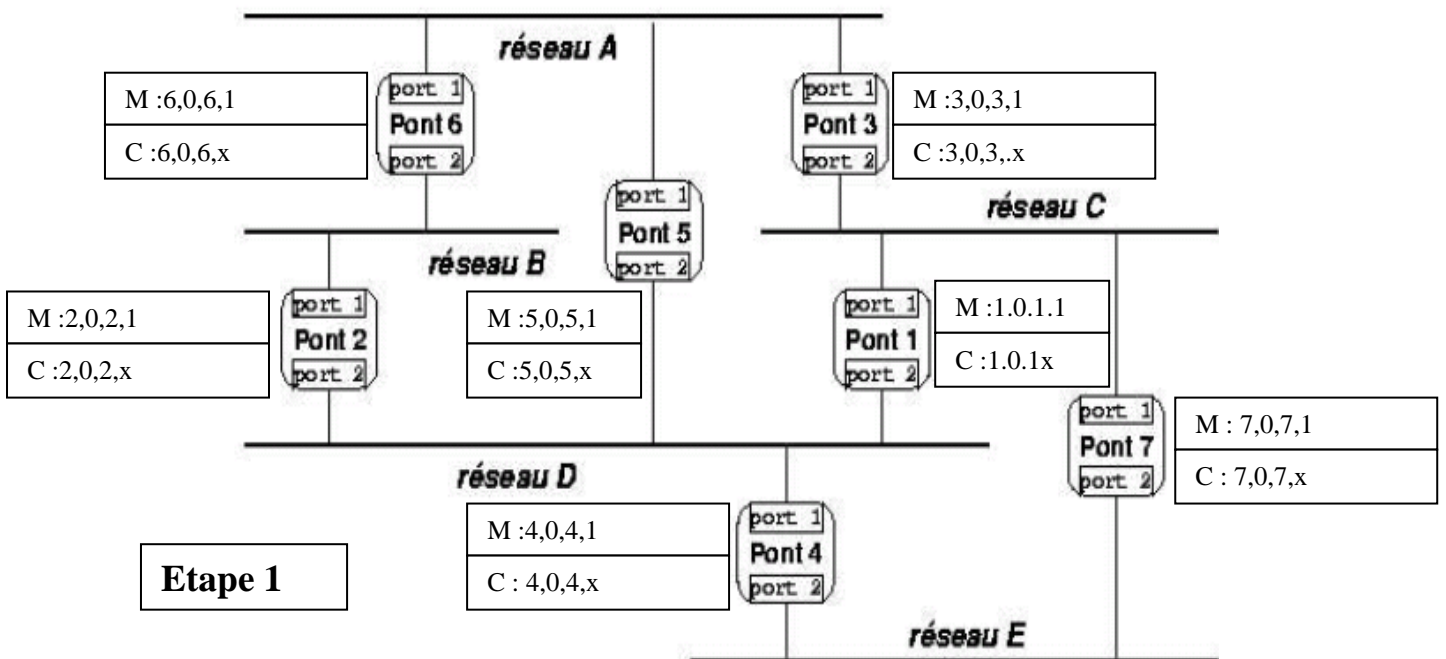 réseau A
M :6,0,6,1
C :6,0,6,x
port 1
Pont 6
port 2
port 1
Pont 3
port 2
M :3,0,3,1
C :3,0,3,.x
port 1
Pont 5
port 2
réseau C
réseau B
M :2,0,2,1
C :2,0,2,x
port 1
Pont 2
port 2
M :5,0,5,1
C :5,0,5,x
port 1
Pont 1
port 2
M :1.0.1.1
C :1.0.1x
port 1
Pont 7
port 2
M : 7,0,7,1
C : 7,0,7,x
réseau D
M :4,0,4,1
C : 4,0,4,x
port 1
Pont 4
port 2
Etape 1
réseau E